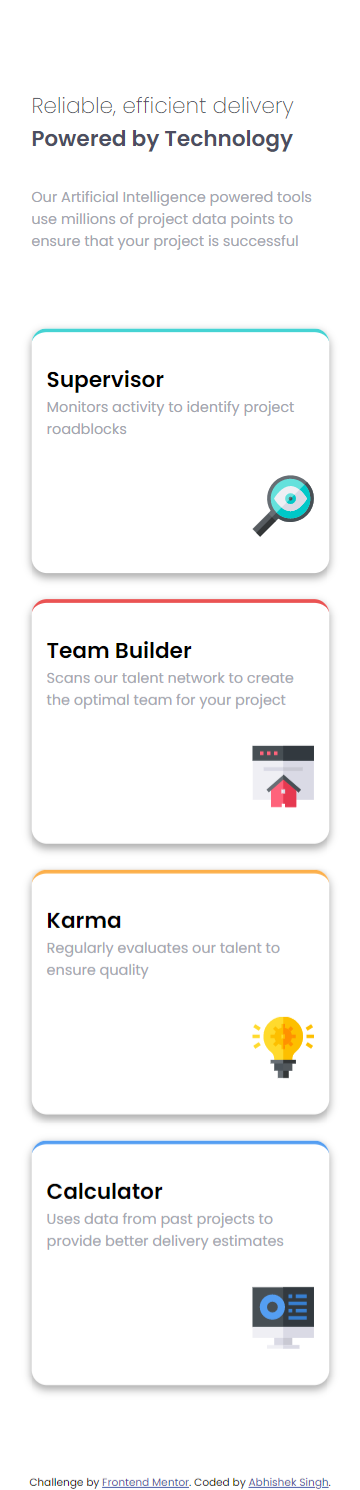 Reliable, efficient delivery
Powered by Technology
Our Artificial Intelligence powered tools
use millions of project data points to
ensure that your project is successful
Supervisor
Monitors activity to identify project
roadblocks
Team Builder
Scans our talent network to create
the optimal team for your project
Karma
Regularly evaluates our talent to
ensure quality
Calculator
Uses data from past projects to
provide better delivery estimates
Challenge by Frontend Mentor. Coded by Abhishek Singh.